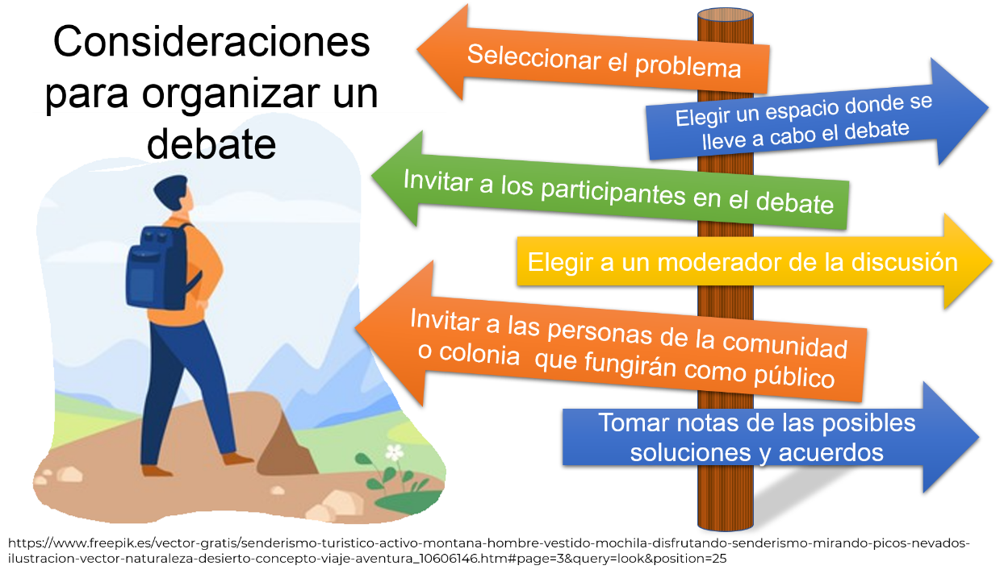 Consideraciones
para organizar un
debate
Seleccionar el problema
Elegir un espacio donde se
lleve a cabo el debate
Invitar a los participantes en el debate
Elegir a un moderador de la discusión
Invitar a las personas de la comunidad
o colonia que fungirán como público
Tomar notas de las posibles
soluciones y acuerdos
https://www.freepik.es/vector-gratis/senderismo-turistico-activo-montana-hombre-vestido-mochila-disfrutando-senderismo-mirando-picos-nevados-
ilustracion-vector-naturaleza-desierto-concepto-viaje-aventura_10606146.htm#page=3&query=look&position=25